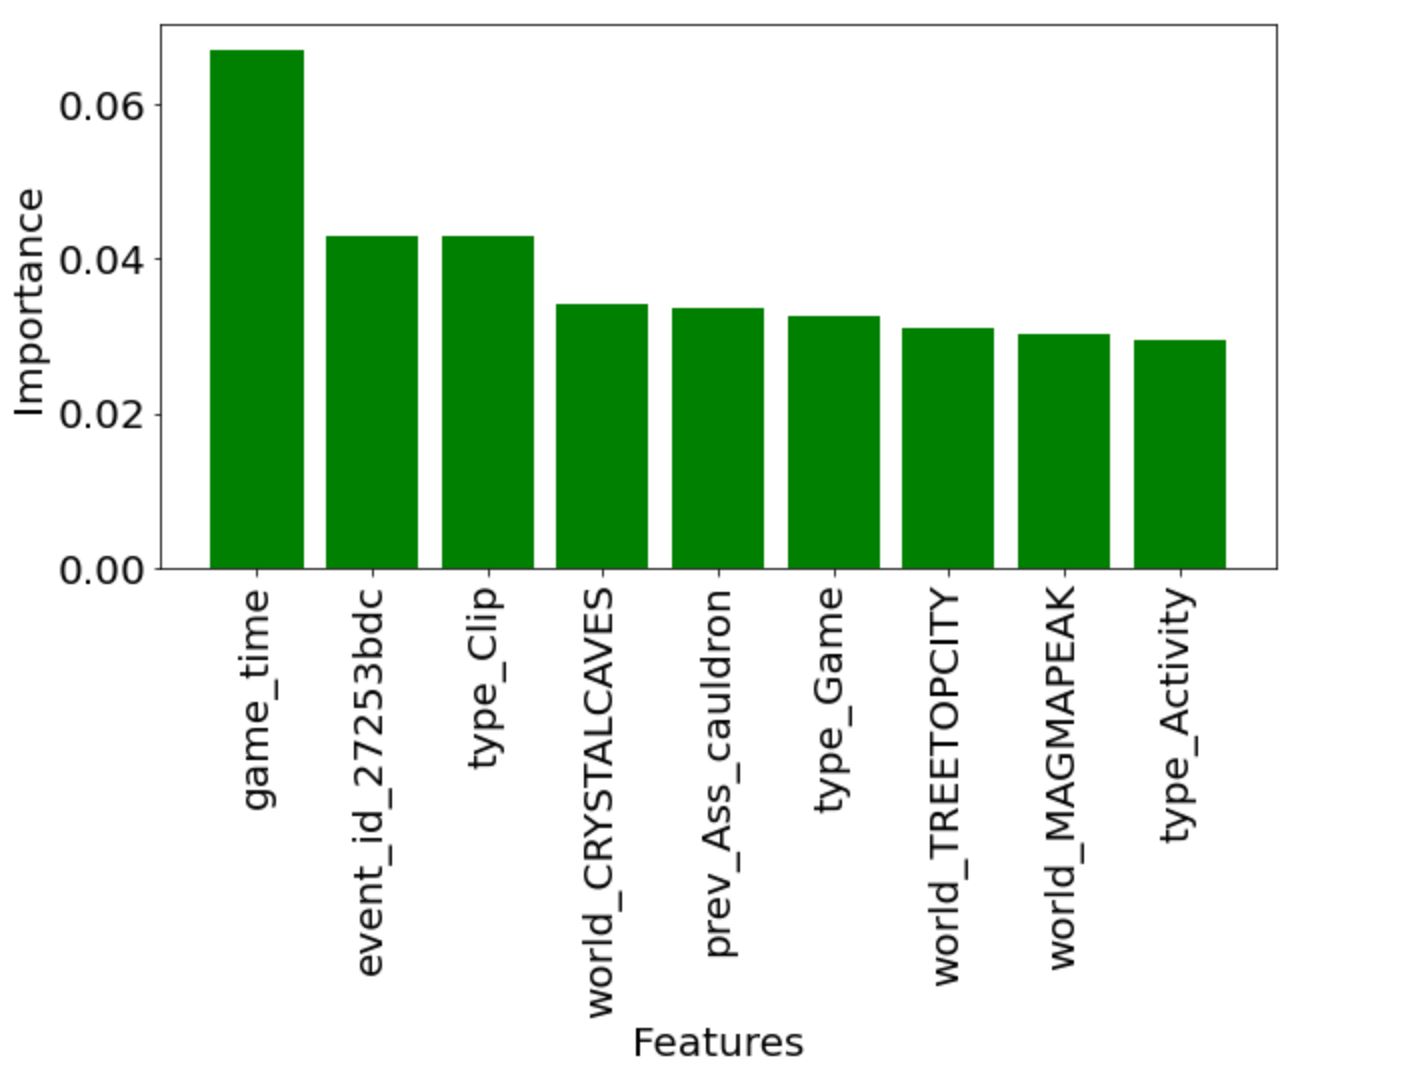 Importance
0.06
0.04
0.02
0.00
game_time
event_id_27253bdc
type_Clip
world_CRYSTALCAVES
prev_Ass_cauldron
type_Game
world_TREETOPCITY
world_MAGMAPEAK
type_Activity
Features